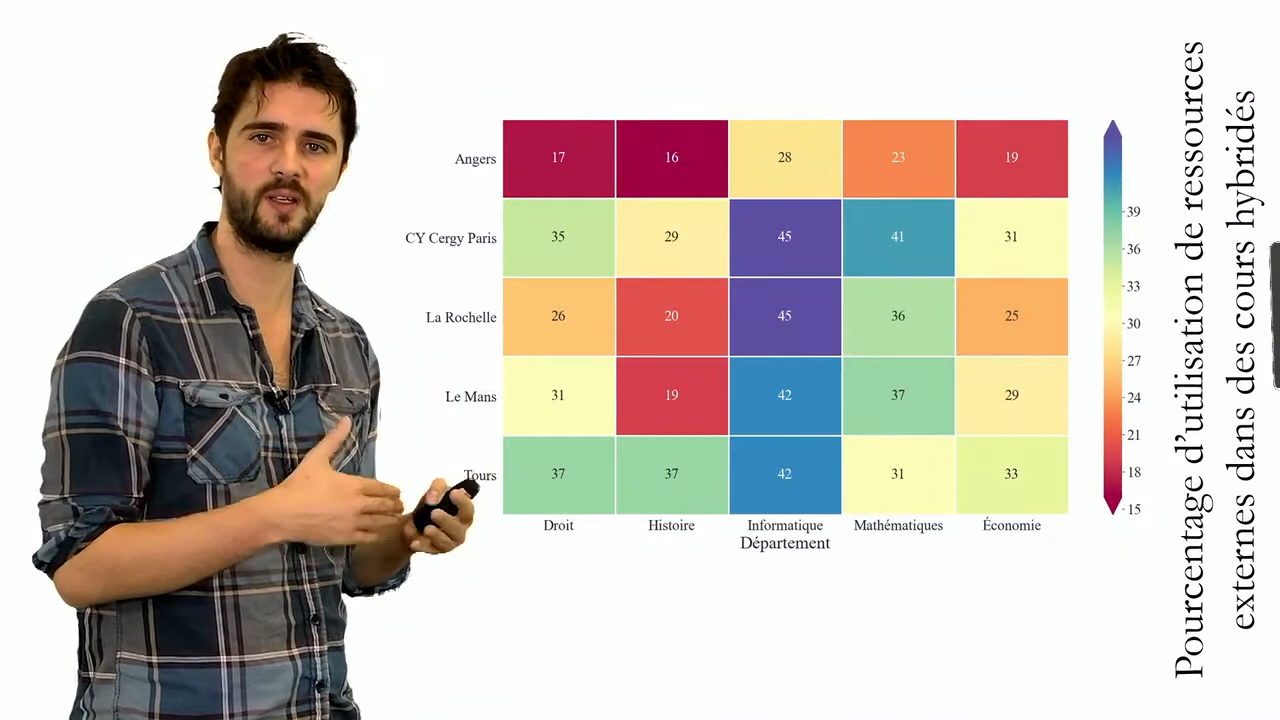 Angers 17 16 28 23 19
CY Cergy Paris 35 29 45 41 31
La Rochelle 26 20 45 36 25
Le Mans 31 19 42 37 29
Tours 37 37 42 31 33
Droit Histoire Informatique Mathématiques Économie
Département
39
36
33
30
27
24
21
18
15
Pourcentage d'utilisation de ressources
externes dans des cours hybridés